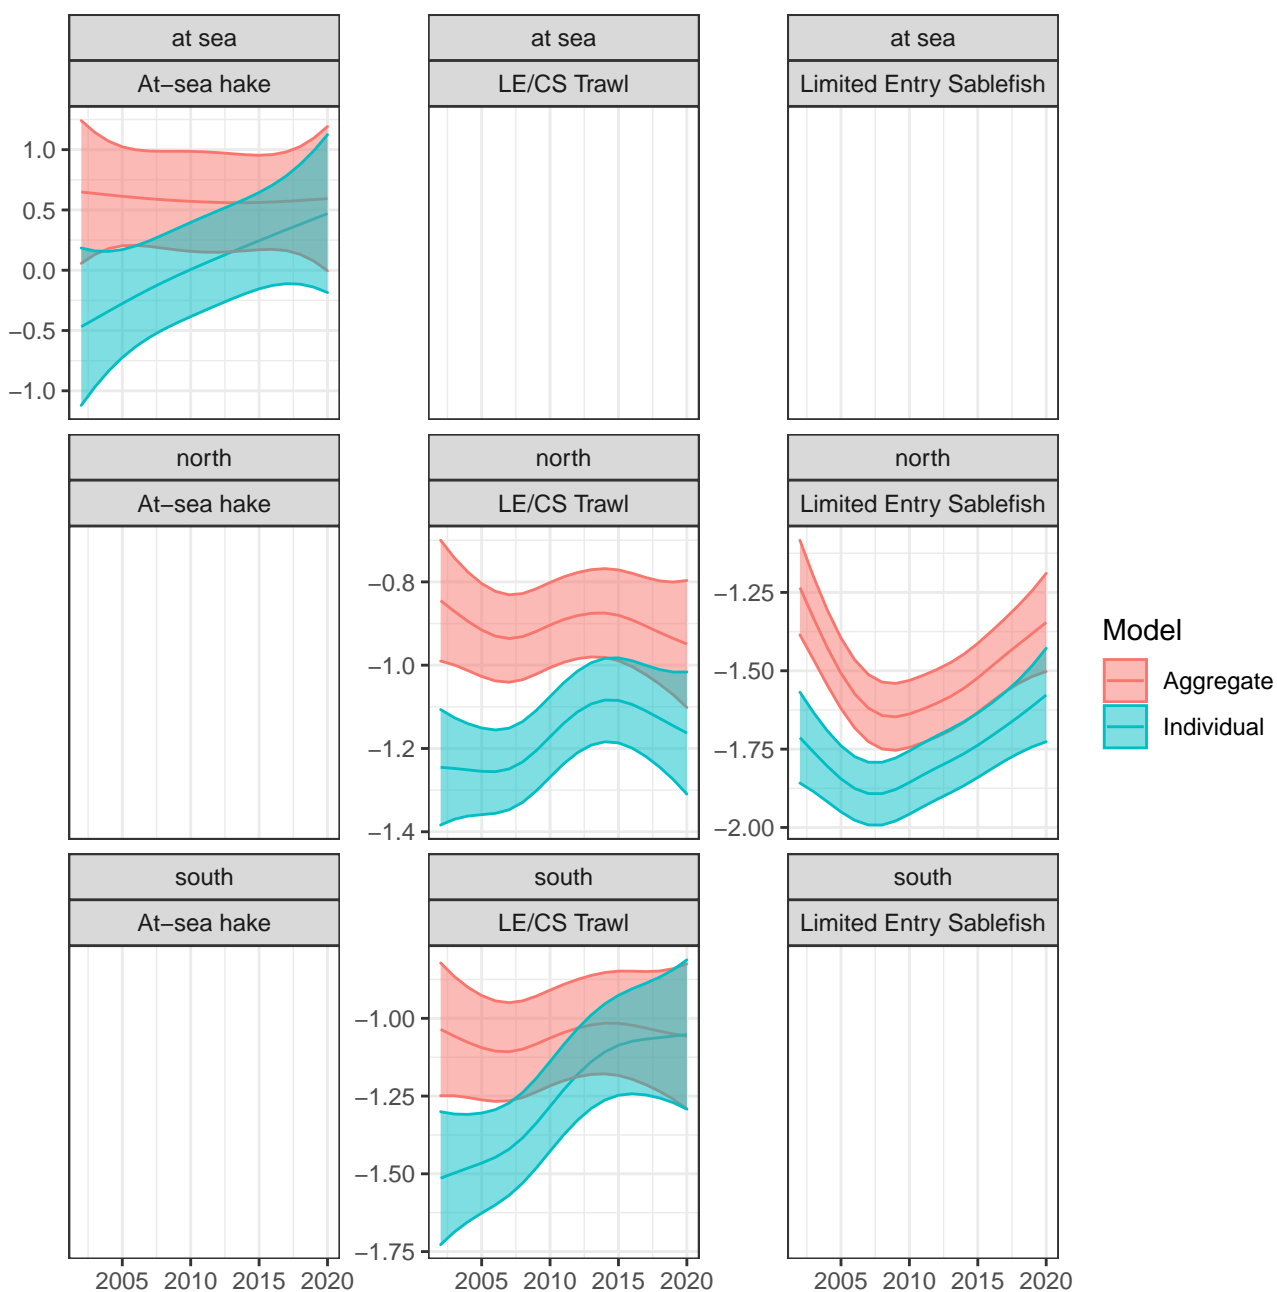 at sea
At−sea hake
at sea
LE/CS Trawl
at sea
Limited Entry Sablefish
1.0
0.5
0.0
−0.5
−1.0
north
At−sea hake
north
LE/CS Trawl
north
Limited Entry Sablefish
−0.8
−1.0
−1.2
−1.4
−1.25
−1.50
−1.75
−2.00
Model
Aggregate
Individual
south
At−sea hake
south
LE/CS Trawl
south
Limited Entry Sablefish
−1.00
−1.25
−1.50
−1.75
2005 2010 2015 2020
2005 2010 2015 2020
2005 2010 2015 2020